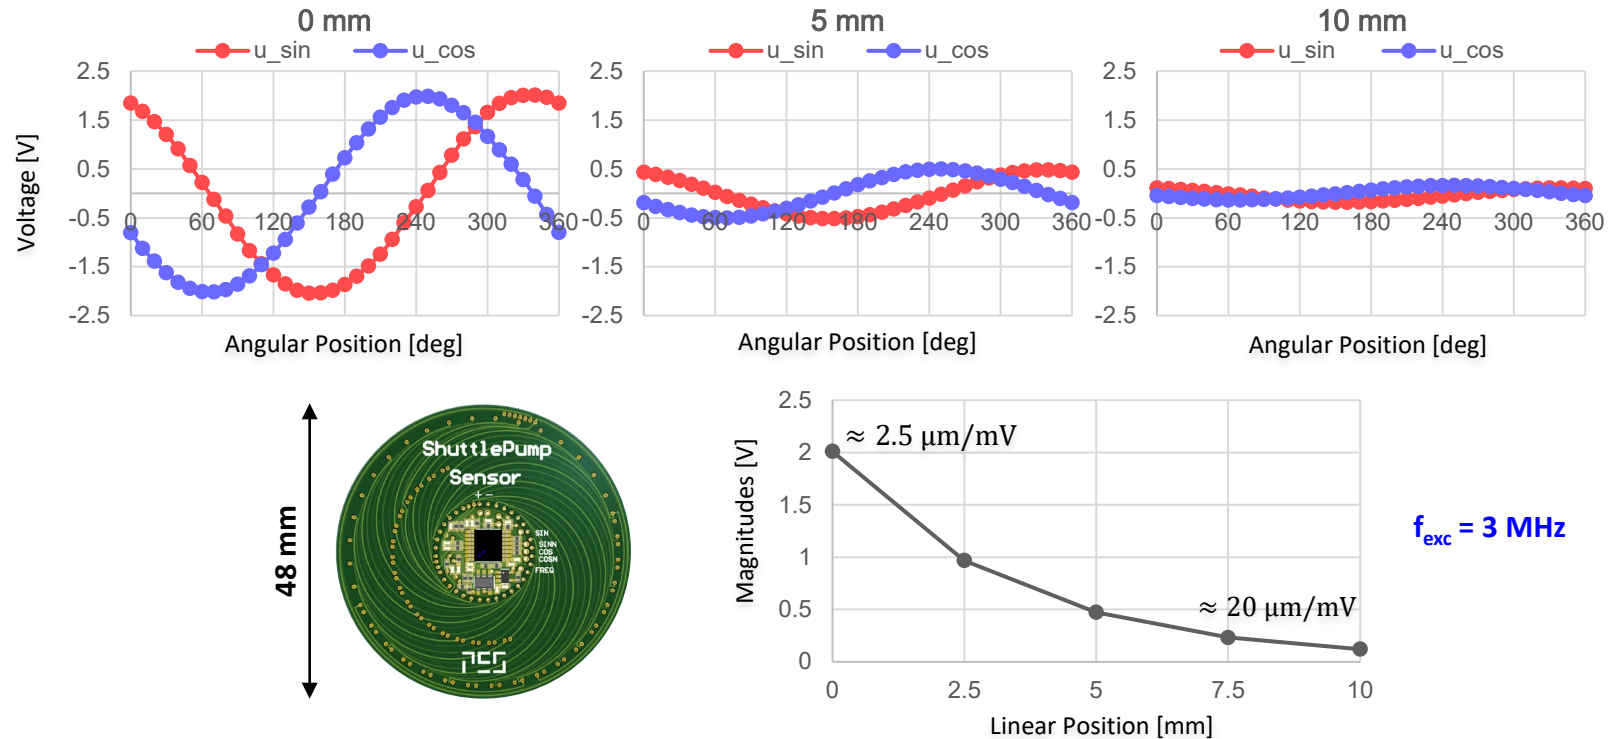 0 mm
u_sin u_cos
2.5
1.5
0.5
-0.5
-1.5
-2.5
0 60 120 180 240 300 360
Voltage [V]
Angular Position [deg]
5 mm
u_sin u_cos
2.5
1.5
0.5
-0.5
-1.5
-2.5
0 60 120 180 240 300 360
Angular Position [deg]
10 mm
u_sin u_cos
2.5
1.5
0.5
-0.5
-1.5
-2.5
0 60 120 180 240 300 360
Angular Position [deg]
48 mm
ShuttlePump
Sensor
+ -
SIN
SINN
COS
COSN
FREQ
PES
2.5
2
1.5
1
0.5
0
Magnitudes [V]
≈ 2.5 μm/mV
≈ 20 μm/mV
0 2.5 5 7.5 10
Linear Position [mm]
fexc = 3 MHz